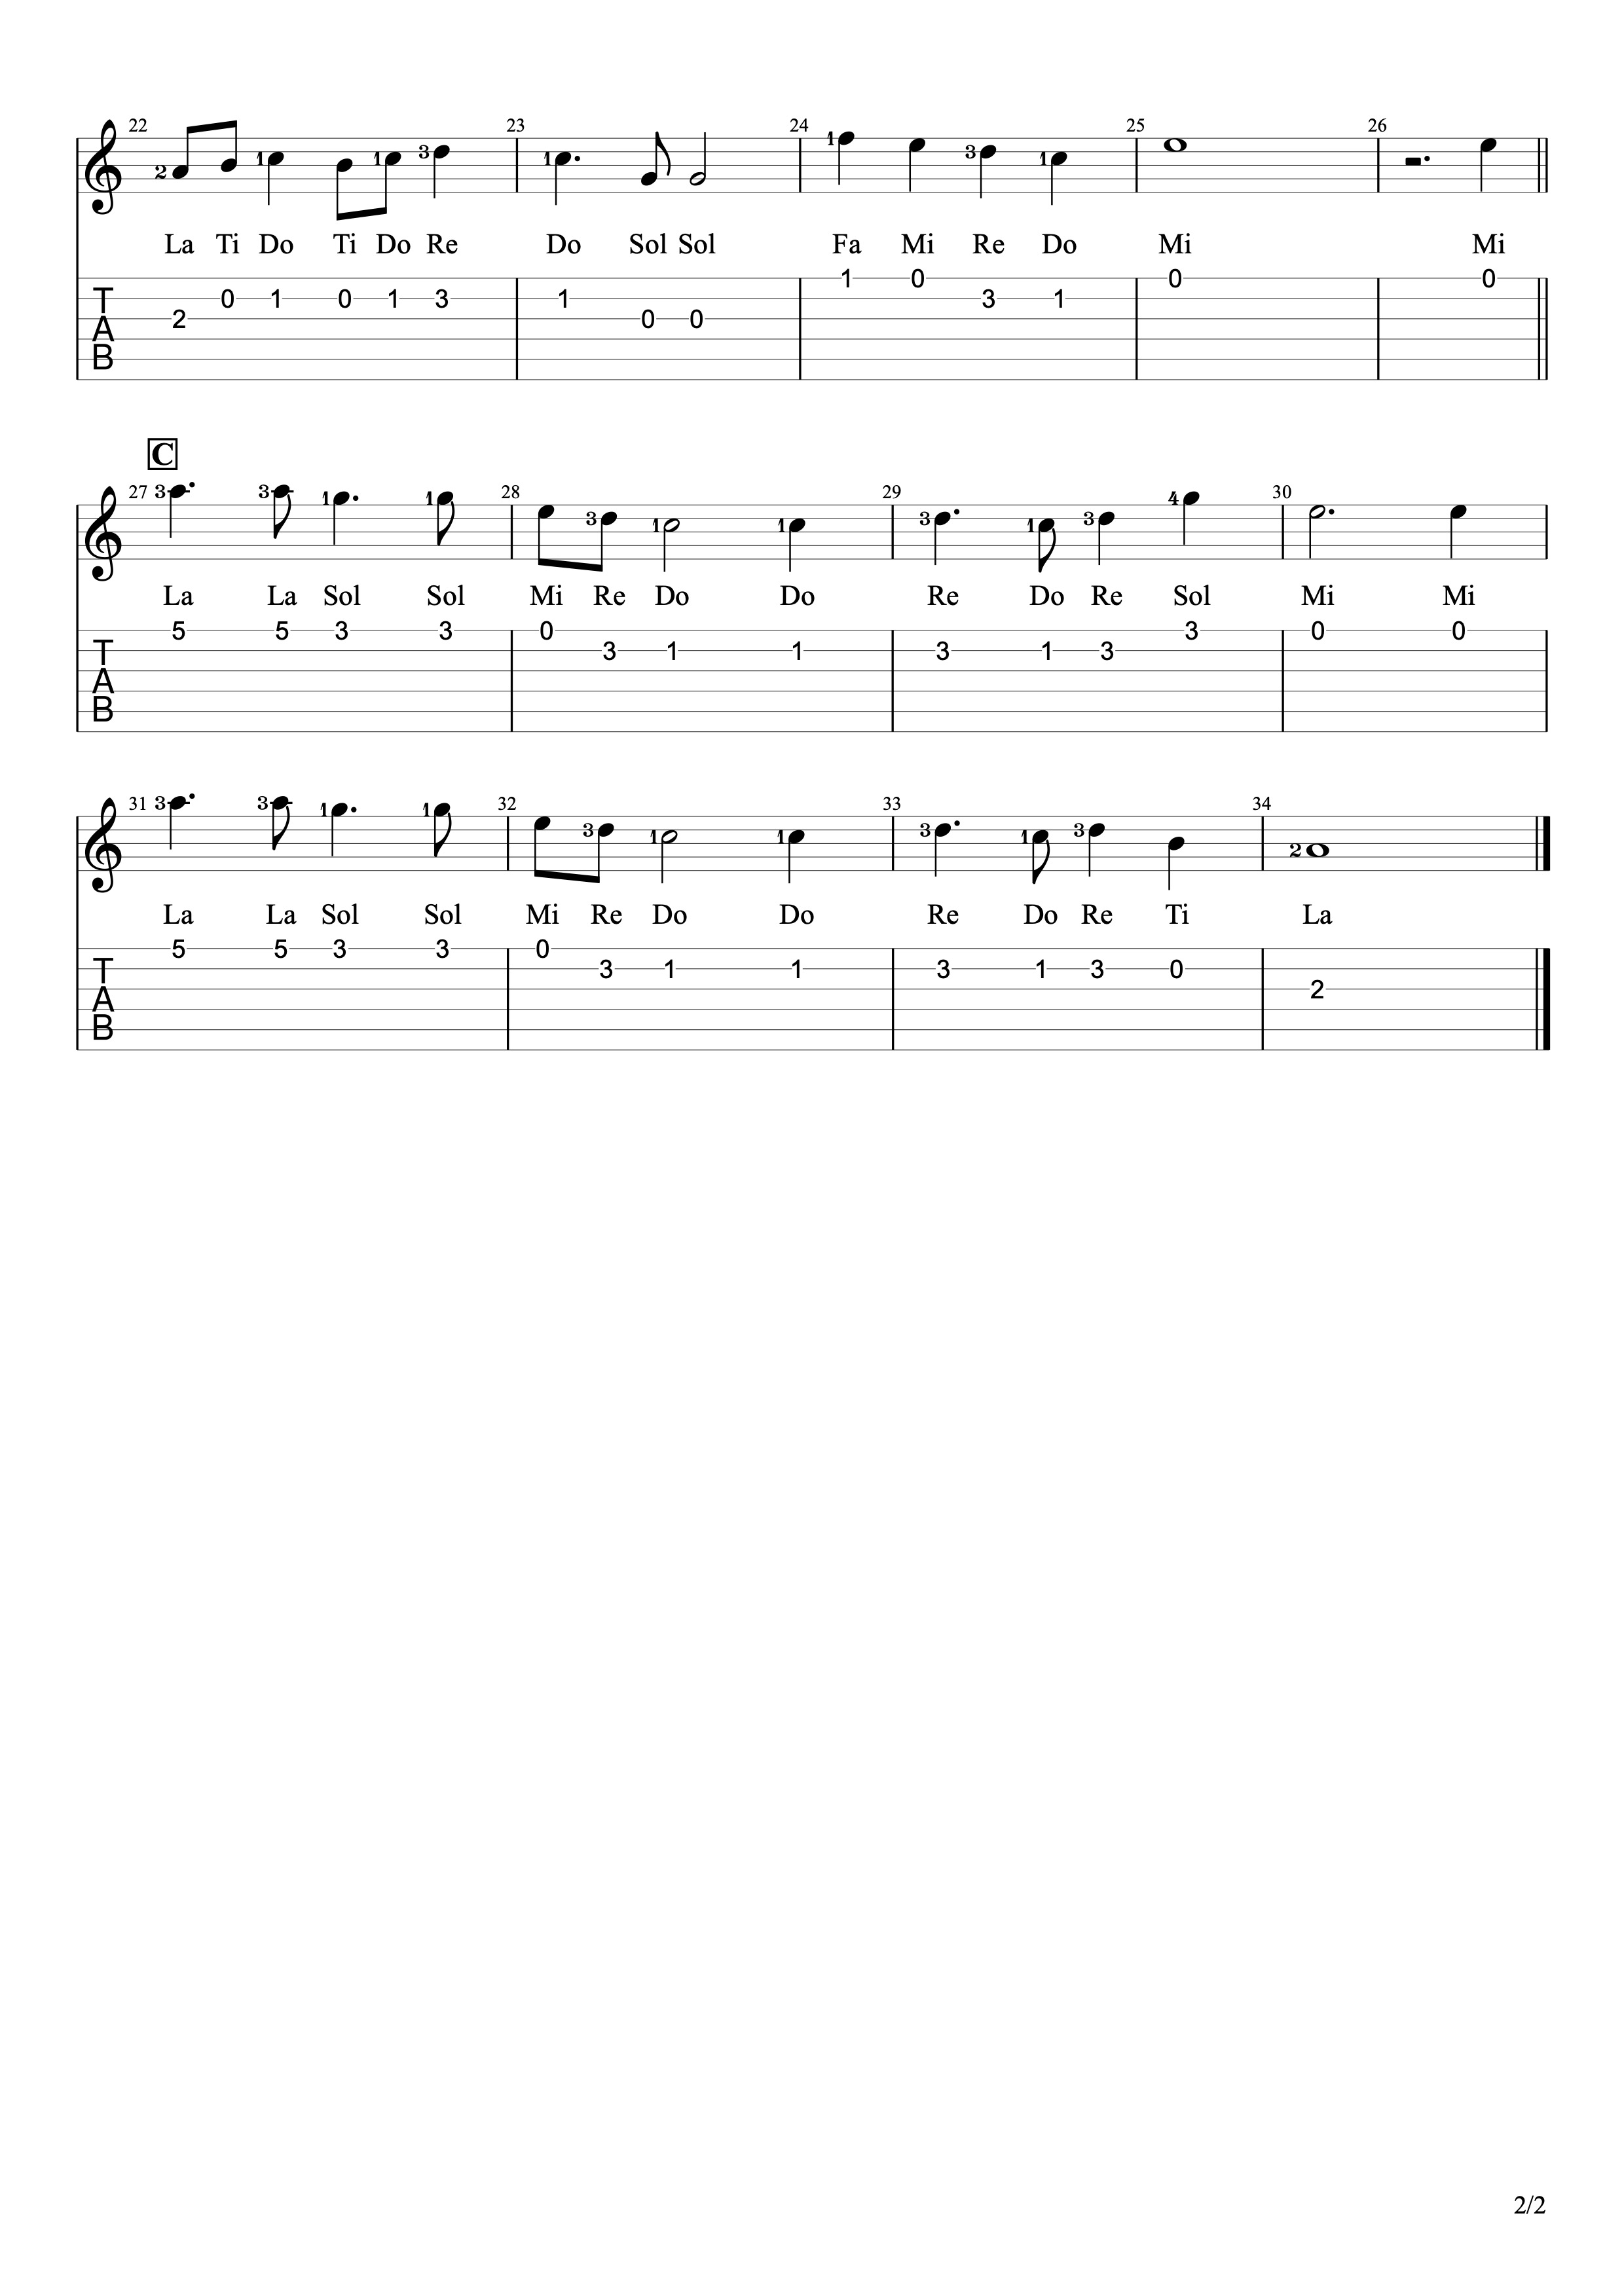 22 23 24 25 26
2 1 1 3 1 1 3 1
La Ti Do Ti Do Re Do Sol Sol Fa Mi Re Do Mi Mi
1 0 0 0
0 1 0 1 3 1 3 1
2 0 0
TAB
C
27 28 29 30
3 3 1 1 3 1 1 3 1 3 4
La La Sol Sol Mi Re Do Do Re Do Re Sol Mi Mi
5 5 3 3 0 3 0 0
3 1 1 3 1 3
TAB
31 32 33 34
3 3 1 1 3 1 1 3 1 3 2
La La Sol Sol Mi Re Do Do Re Do Re Ti La
5 5 3 3 0
3 1 1 3 1 3 0
2
TAB
2/2